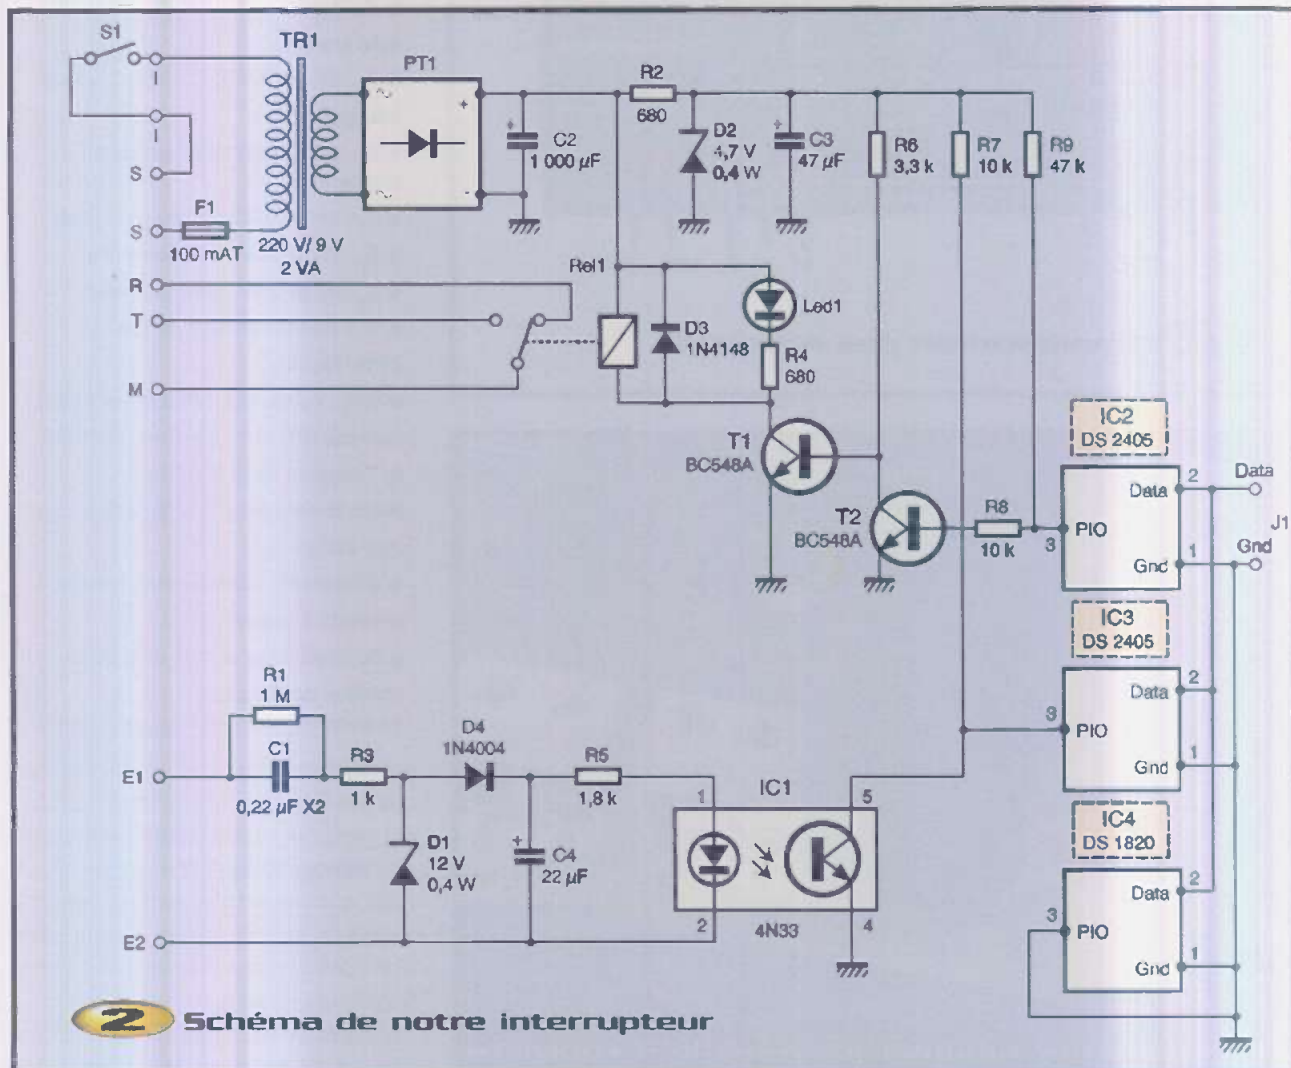 S1
TR1
PT1
I
I
S
S
F1
100 mAT
220 V/ 9 V
2 VA
~
~
+
-
+
C2
1 000 µF
R2
680
D2
4,7 V
0,4 W
+
C3
47 µF
R6
3,3 k
R7
10 k
R9
47 k
R
T
M
Rel1
D3
1N4148
Led1
R4
680
T1
BC548A
T2
BC548A
R8
10 k
IC2
DS 2405
Data
2
PIO
3
Gnd
1
Data
J1
Gnd
IC3
DS 2405
Data
2
PIO
3
Gnd
1
IC4
DS 1820
Data
2
PIO
3
Gnd
1
E1
E2
R1
1 M
C1
0,22 µF X2
R3
1 k
D4
1N4004
D1
12 V
0,4 W
+
C4
22 µF
R5
1,8 k
IC1
1
5
2
4
4N33
2 Schéma de notre interrupteur